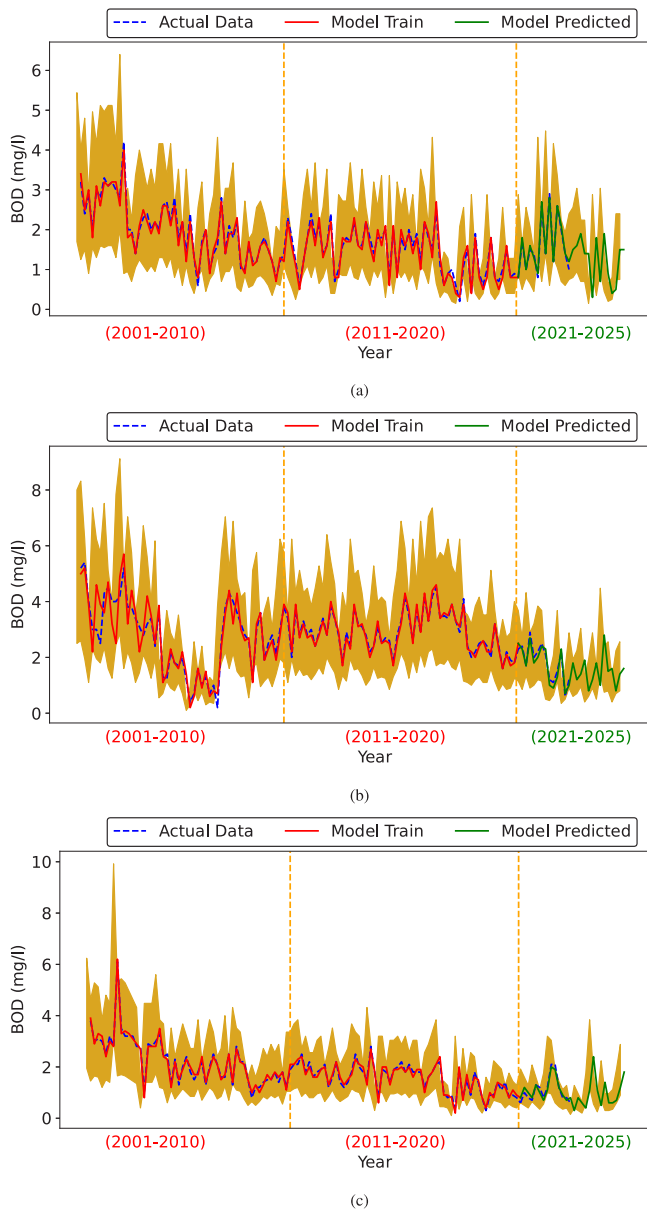 Actual Data Model Train Model Predicted
BOD (mg/l)
6
5
4
3
2
1
0
(2001-2010) (2011-2020) (2021-2025)
Year
(a)
Actual Data Model Train Model Predicted
BOD (mg/l)
8
6
4
2
0
(2001-2010) (2011-2020) (2021-2025)
Year
(b)
Actual Data Model Train Model Predicted
BOD (mg/l)
10
8
6
4
2
0
(2001-2010) (2011-2020) (2021-2025)
Year
(c)